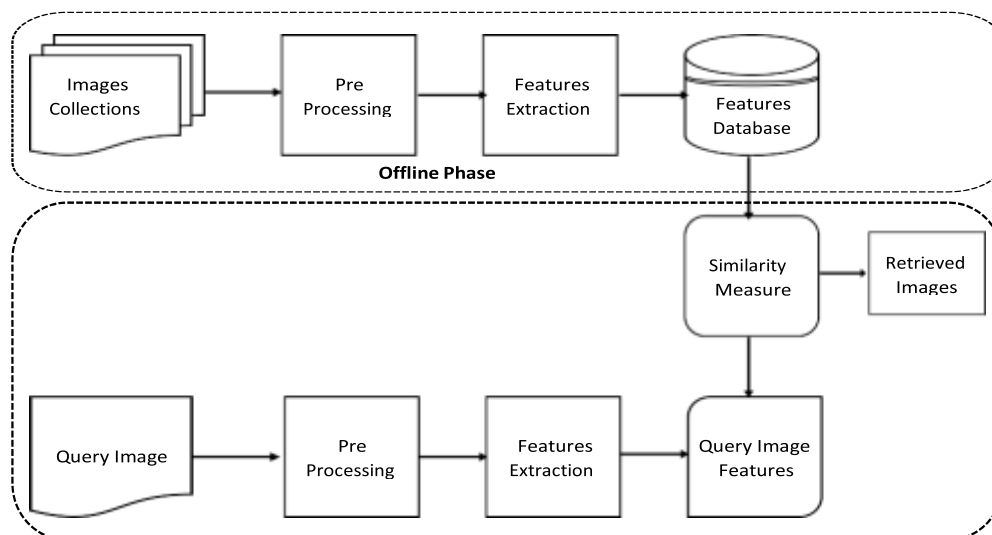 Images
Collections
Pre
Processing
Features
Extraction
Features
Database
Offline Phase
Similarity
Measure
Retrieved
Images
Query Image
Pre
Processing
Features
Extraction
Query Image
Features